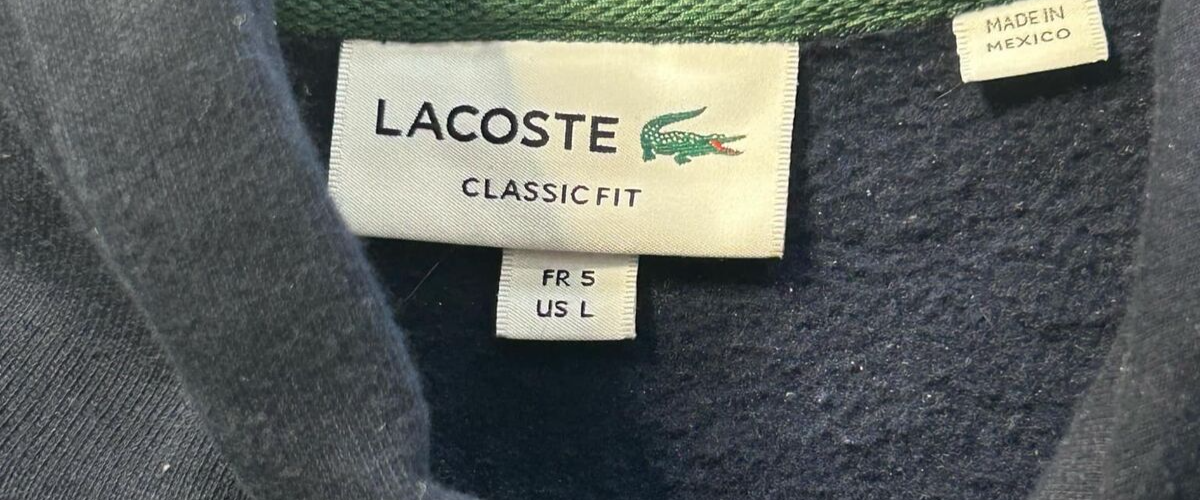 MADE IN
MEXICO
LACOSTE
CLASSIC FIT
FR 5
US L